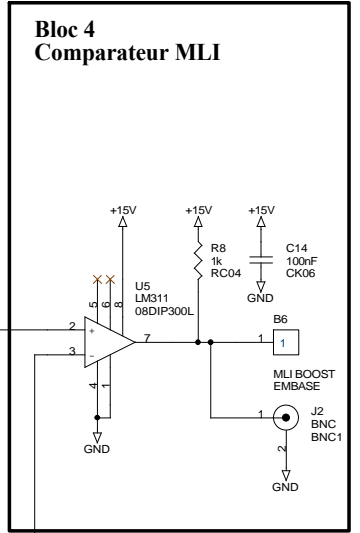 Bloc 4
Comparateur MLI
+15V
+15V
+15V
R8
1k
RC04
C14
100nF
CK06
GND
U5
LM311
08DIP300L
5
6
8
2
+
3
-
7
4
1
GND
B6
1
1
MLI BOOST
EMBASE
J2
BNC
BNC1
1
2
GND